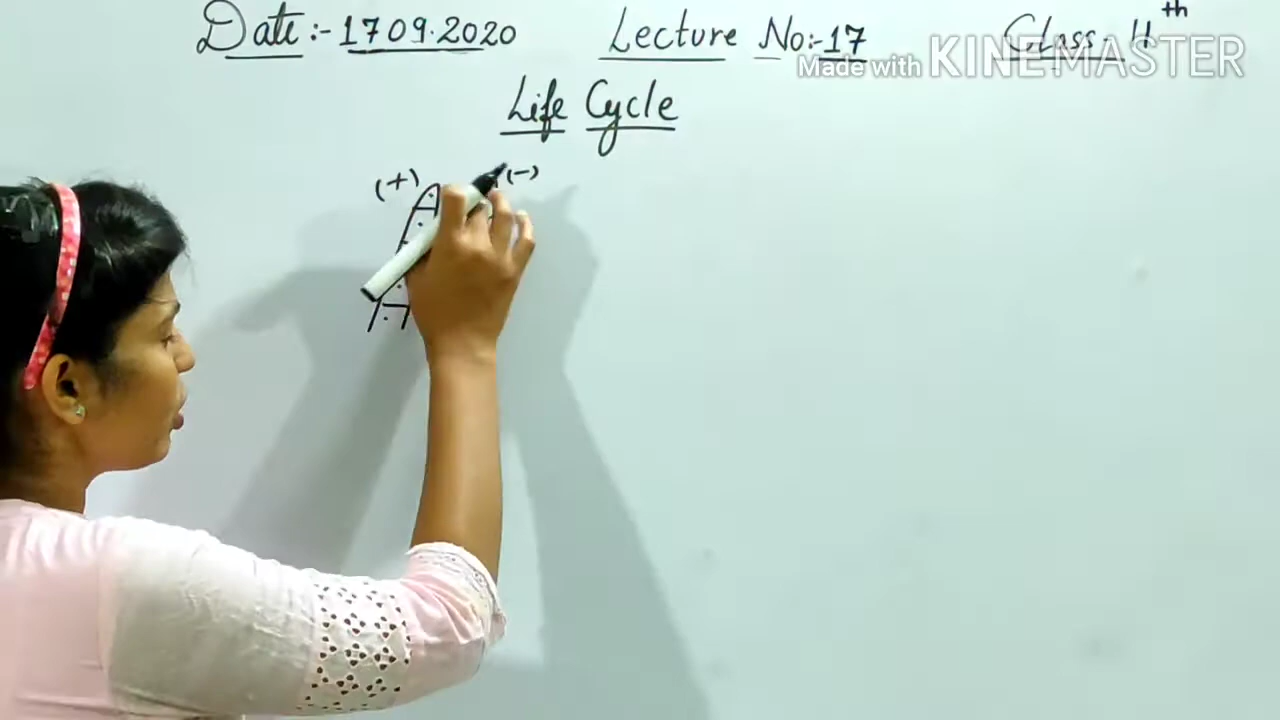 Date:- 17 09.2020 Lecture No:-17 Class- 11th
Made with KINEMASTER
Life Cycle
(+) (-)